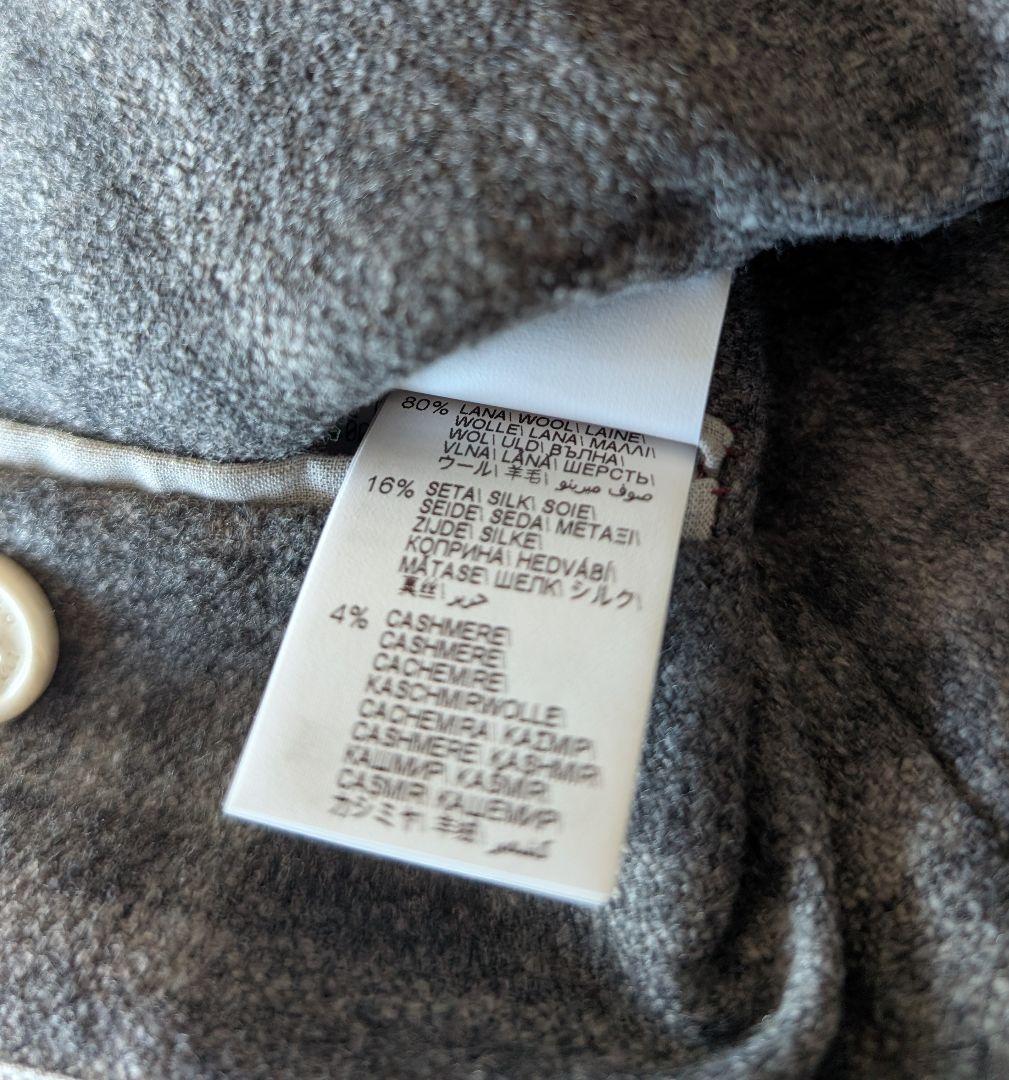 80% LANA\ WOOL\ LAINE\
WOLLE\ LANA\ ΜΑΛΛΙ\
WOL\ ULD\ ВЪЛНА\
VLNA\ LÂNA\ ШЕРСТЬ\
ウール\ 羊毛\ صوف ميرينو
16% SETA\ SILK\ SOIE\
SEIDE\ SEDA\ ΜΕΤΑΞΙ\
ZIJDE\ SILKE\
КОПРИНА\ HEDVÁBÍ\
MĂTASE\ ШЕЛК\ シルク\
真丝\ حرير
4% CASHMERE\
CASHMERE\
CACHEMIRE\
KASCHMIRWOLLE\
CACHEMIRA\ ΚΑΣΜΙΡ\
CASHMERE\ KASHMIR\
КАШМИР\ KAŠMÍR\
CAŞMIR\ КАШЕМИР\
カシミヤ\ 羊绒\ كشمير